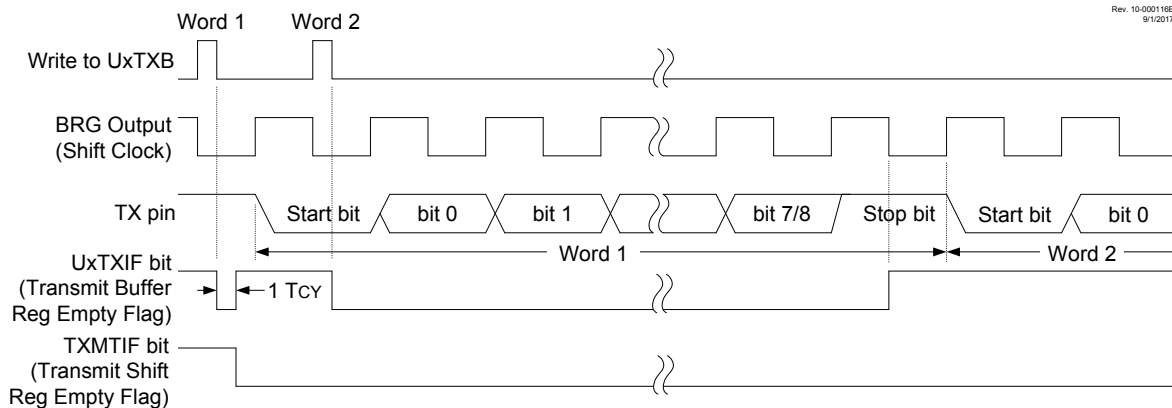 Rev. 10-000116B
9/1/2017
Word 1 Word 2
Write to UxTXB
BRG Output
(Shift Clock)
TX pin Start bit bit 0 bit 1 bit 7/8 Stop bit Start bit bit 0
Word 1 Word 2
UxTXIF bit
(Transmit Buffer
Reg Empty Flag)
1 TCY
TXMTIF bit
(Transmit Shift
Reg Empty Flag)